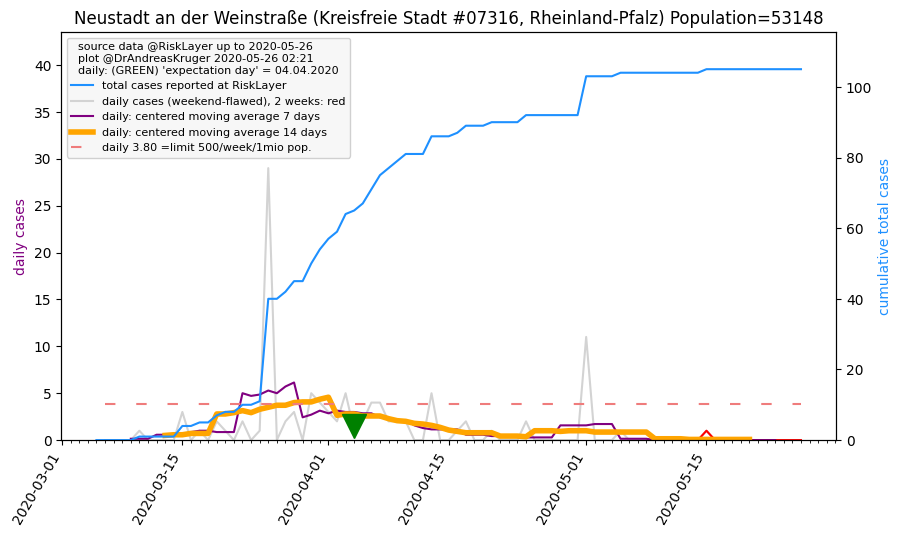 Neustadt an der Weinstraße (Kreisfreie Stadt #07316, Rheinland-Pfalz) Population=53148
source data @RiskLayer up to 2020-05-26
plot @DrAndreasKruger 2020-05-26 02:21
daily: (GREEN) 'expectation day' = 04.04.2020
total cases reported at RiskLayer
daily cases (weekend-flawed), 2 weeks: red
daily: centered moving average 7 days
daily: centered moving average 14 days
daily 3.80 =limit 500/week/1mio pop.
daily cases
40
35
30
25
20
15
10
5
0
cumulative total cases
100
80
60
40
20
0
2020-03-01
2020-03-15
2020-04-01
2020-04-15
2020-05-01
2020-05-15